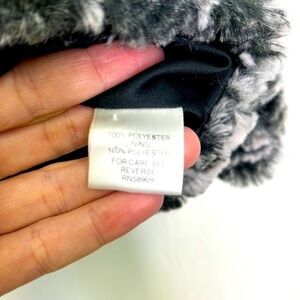 100% POLYESTER
LINING
100% POLYESTER
FOR CARE SEE
REVERSE